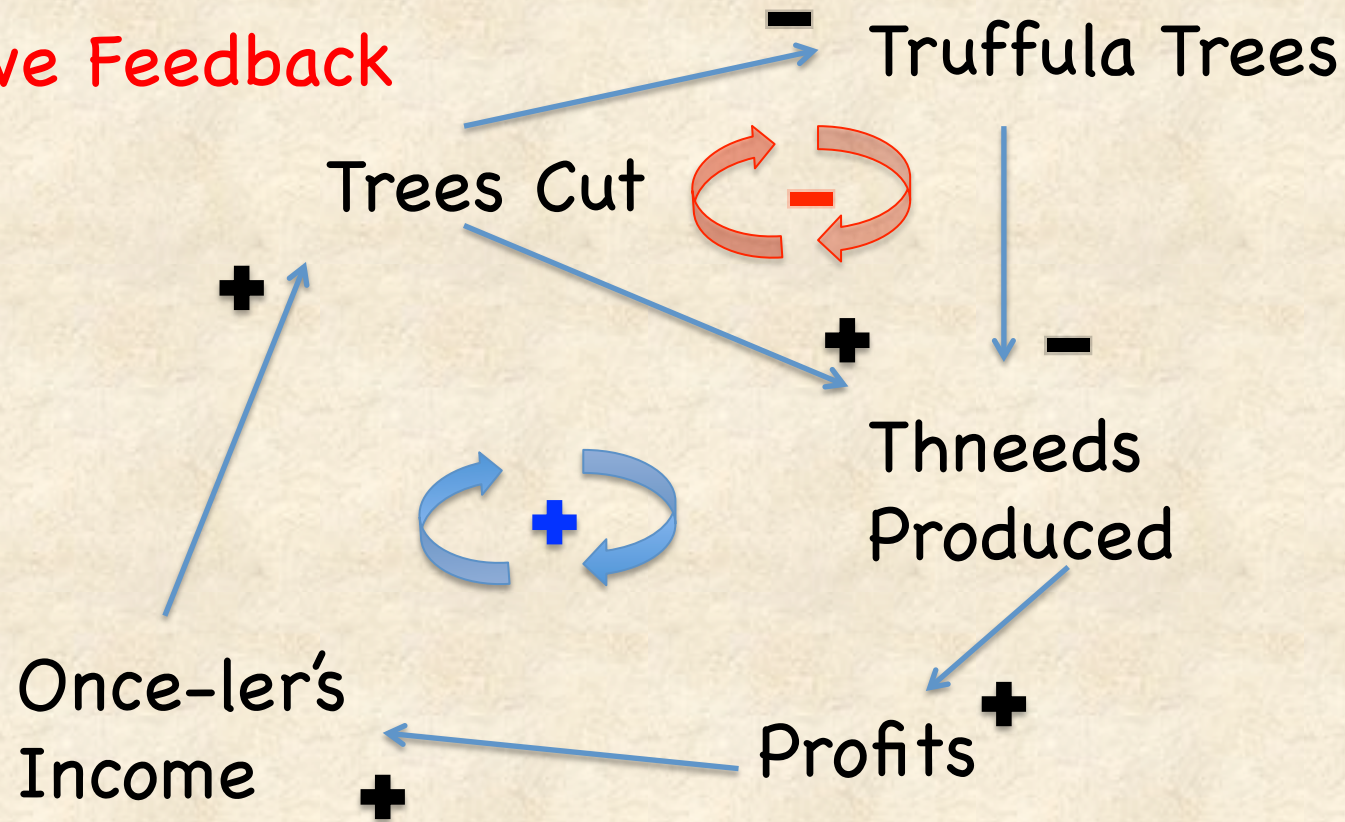 ve Feedback
Truffula Trees
Trees Cut
Thneeds
Produced
Once-ler's
Income
Profits